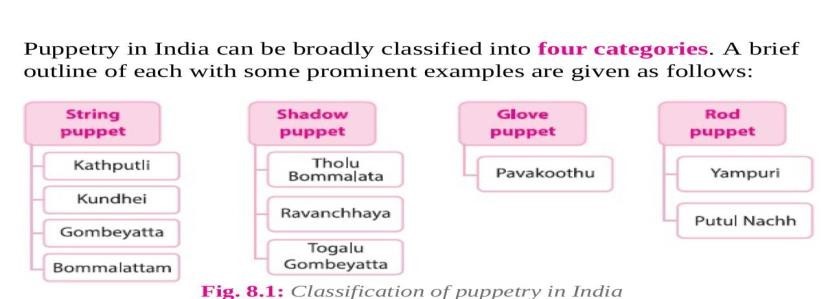 Puppetry in India can be broadly classified into four categories. A brief
outline of each with some prominent examples are given as follows:
String
puppet
Kathputli
Kundhei
Gombeyatta
Bommalattam
Shadow
puppet
Tholu
Bommalata
Ravanchhaya
Togalu
Gombeyatta
Glove
puppet
Pavakoothu
Rod
puppet
Yampuri
Putul Nachh
Fig. 8.1: Classification of puppetry in India